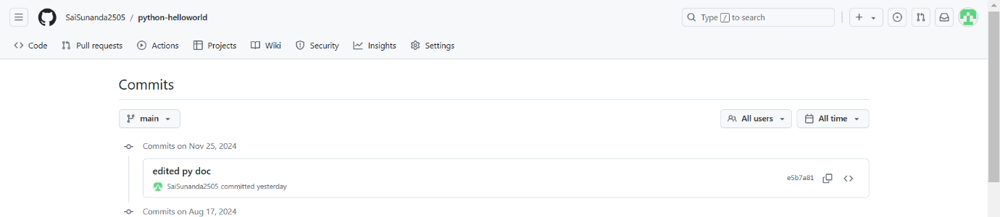 SaiSunanda2505 / python-helloworld
Type / to search
Code Pull requests Actions Projects Wiki Security Insights Settings
Commits
main
All users All time
Commits on Nov 25, 2024
edited py doc
e5b7a81
SaiSunanda2505 committed yesterday
Commits on Aug 17, 2024